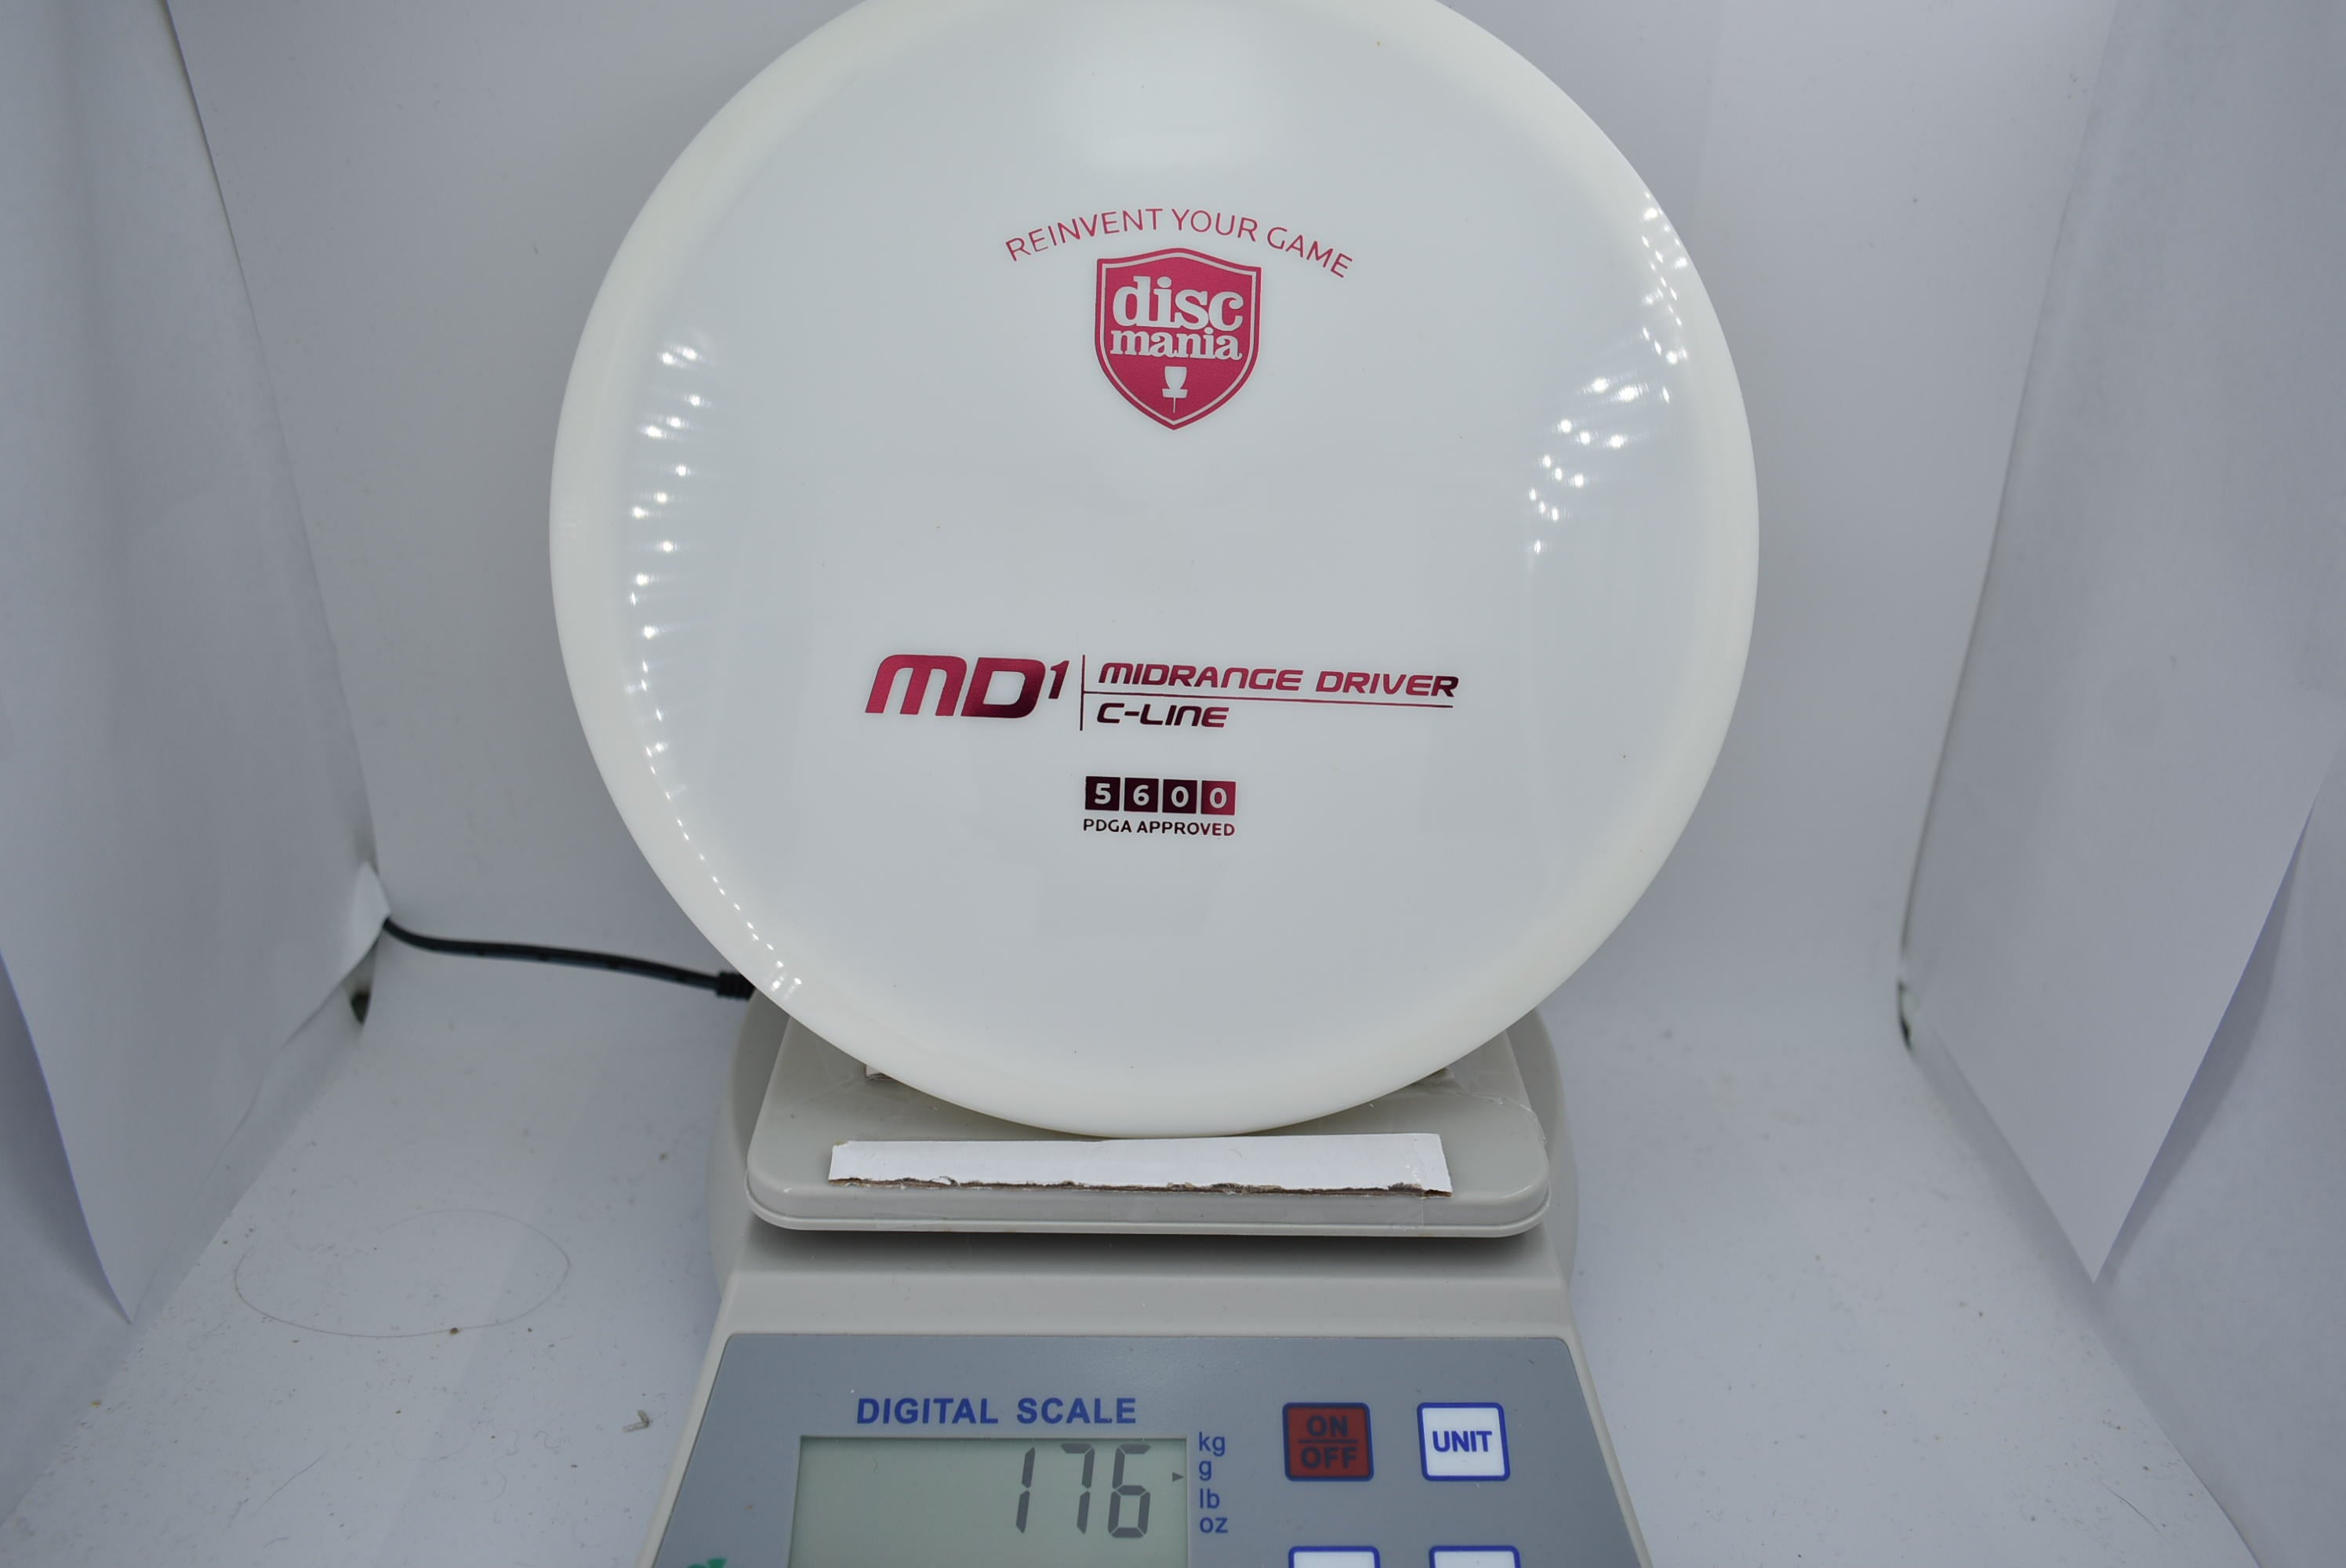 REINVENT YOUR GAME
disc
mania
MD1
MIDRANGE DRIVER
C-LINE
5 6 0 0
PDGA APPROVED
DIGITAL SCALE
176
kg
g
lb
oz
ON
OFF
UNIT